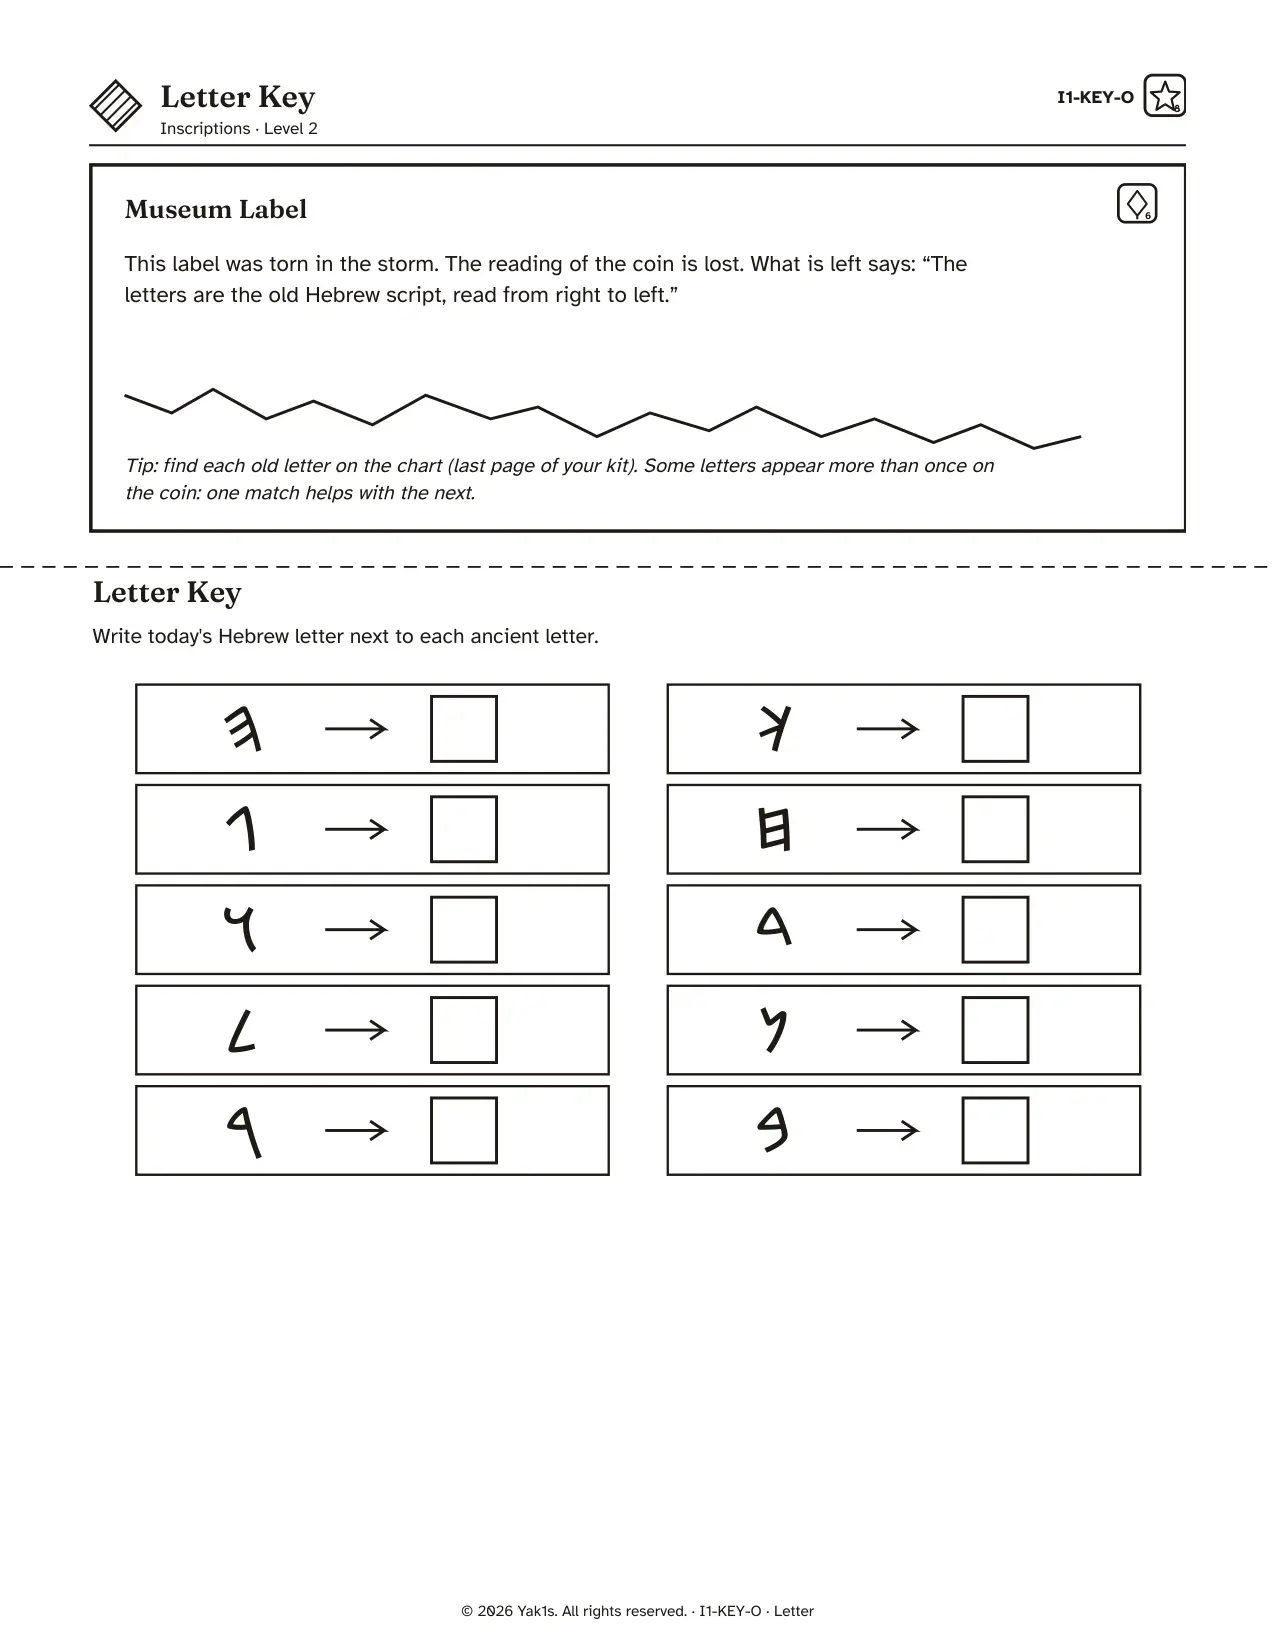 Letter Key
Inscriptions · Level 2
I1-KEY-O
Museum Label
6
This label was torn in the storm. The reading of the coin is lost. What is left says: “The
letters are the old Hebrew script, read from right to left.”
Tip: find each old letter on the chart (last page of your kit). Some letters appear more than once on
the coin: one match helps with the next.
Letter Key
Write today's Hebrew letter next to each ancient letter.
𐤄 → 𐤀 →
𐤂 → 𐤇 →
𐤅 → 𐤃 →
𐤋 → 𐤍 →
𐤓 → 𐤁 →
© 2026 Yak1s. All rights reserved. · I1-KEY-O · Letter